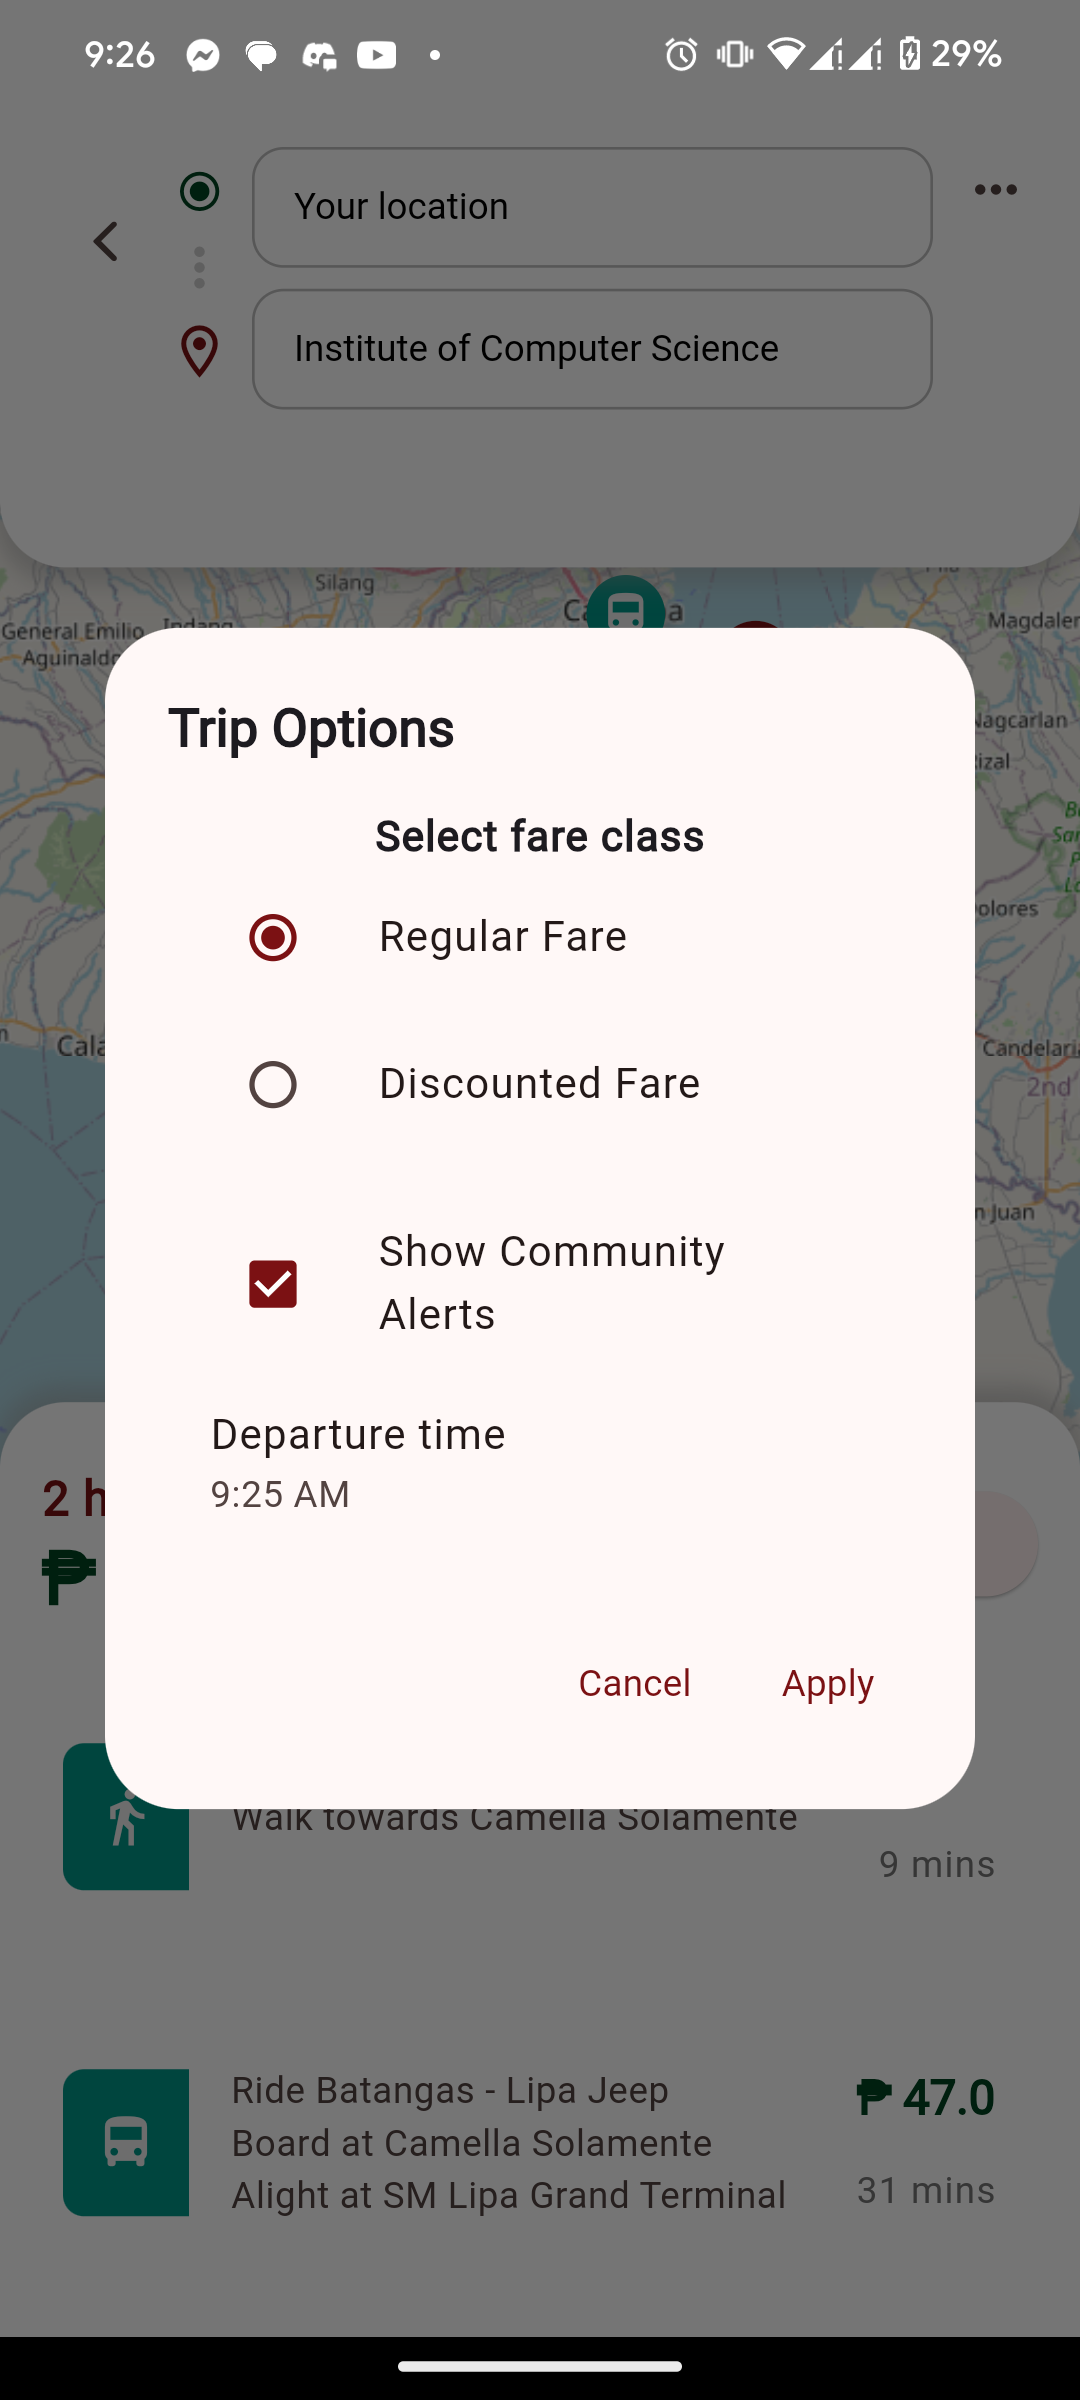 9:26
29%
Your location
Institute of Computer Science
Silang
General Emilio
Aguinaldo
Indang
Magdalen
Nagcarlan
Rizal
Dolores
Candelaria
2nd
n Juan
Trip Options
Select fare class
Regular Fare
Discounted Fare
Show Community
Alerts
Departure time
9:25 AM
Cancel
Apply
2 h
₱
Walk towards Camella Solamente
9 mins
Ride Batangas - Lipa Jeep
₱ 47.0
Board at Camella Solamente
Alight at SM Lipa Grand Terminal
31 mins